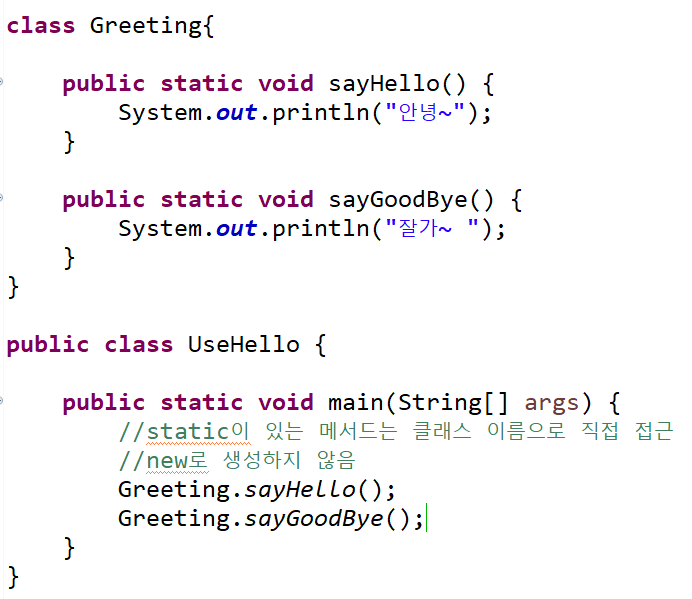 class Greeting{
public static void sayHello() {
System.out.println("안녕~");
}
public static void sayGoodBye() {
System.out.println("잘가~ ");
}
}
public class UseHello {
public static void main(String[] args) {
//static이 있는 메서드는 클래스 이름으로 직접 접근
//new로 생성하지 않음
Greeting.sayHello();
Greeting.sayGoodBye();
}
}